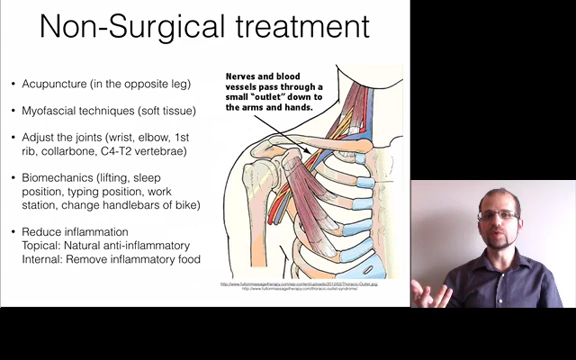 Non-Surgical treatment
• Acupuncture (in the opposite leg)
• Myofascial techniques (soft tissue)
• Adjust the joints (wrist, elbow, 1st
rib, collarbone, C4-T2 vertebrae)
• Biomechanics (lifting, sleep
position, typing position, work
station, change handlebars of bike)
• Reduce inflammation
Topical: Natural anti-inflammatory
Internal: Remove inflammatory food
Nerves and blood
vessels pass through a
small "outlet" down to
the arms and hands.